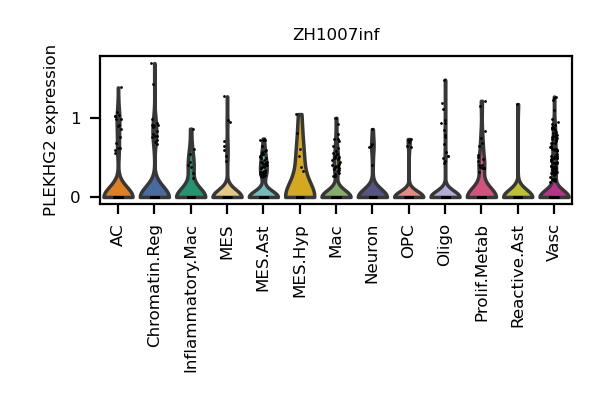 ZH1007inf
PLEKHG2 expression
1
0
AC
Chromatin.Reg
Inflammatory.Mac
MES
MES.Ast
MES.Hyp
Mac
Neuron
OPC
Oligo
Prolif.Metab
Reactive.Ast
Vasc